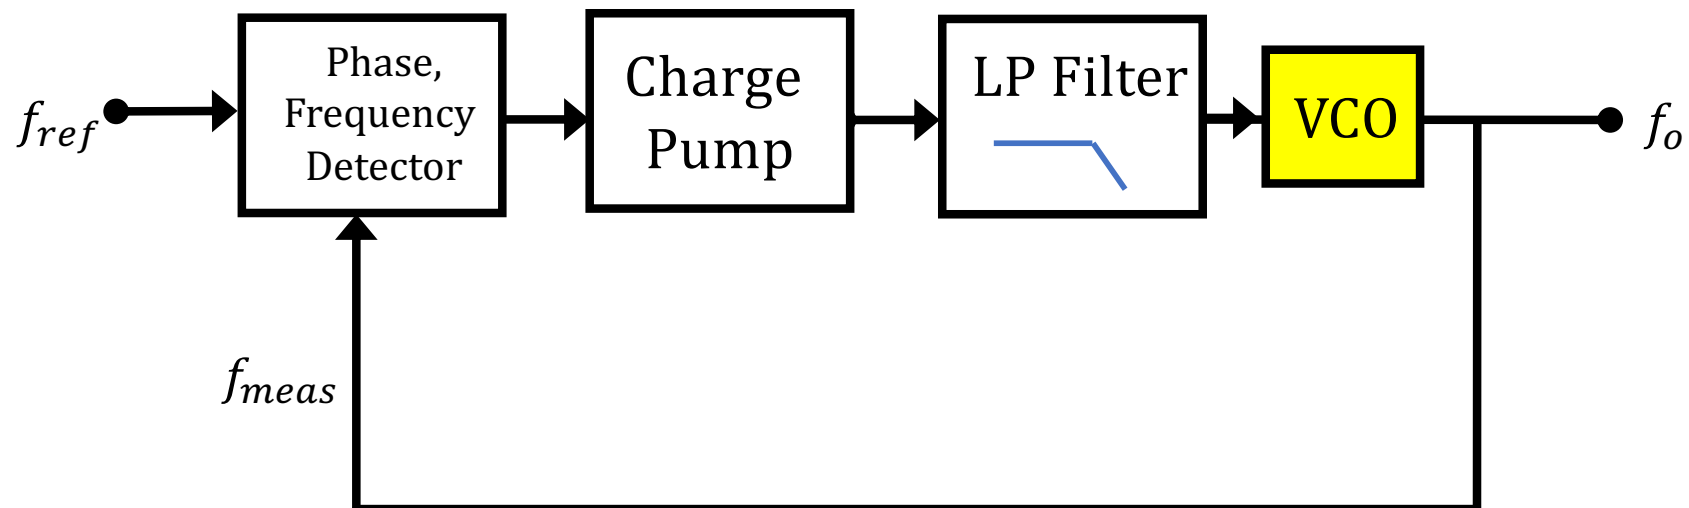 Phase,
Frequency
Detector
Charge
Pump
LP Filter
VCO
f_ref
f_o
f_meas